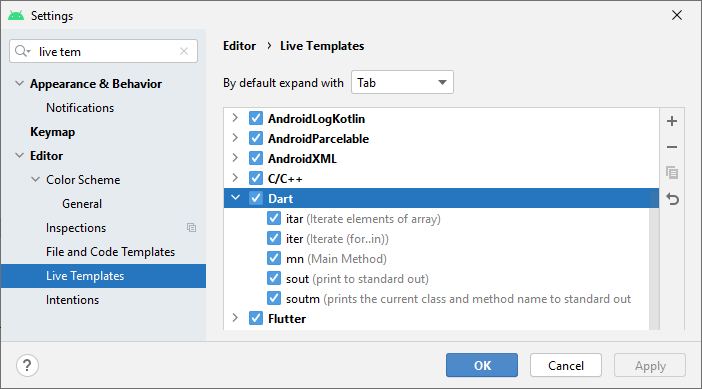 Settings
live tem
Appearance & Behavior
Notifications
Keymap
Editor
Color Scheme
General
Inspections
File and Code Templates
Live Templates
Intentions
Editor › Live Templates
By default expand with Tab
AndroidLogKotlin
AndroidParcelable
AndroidXML
C/C++
Dart
itar (Iterate elements of array)
iter (Iterate (for..in))
mn (Main Method)
sout (print to standard out)
soutm (prints the current class and method name to standard out
Flutter
? OK Cancel Apply